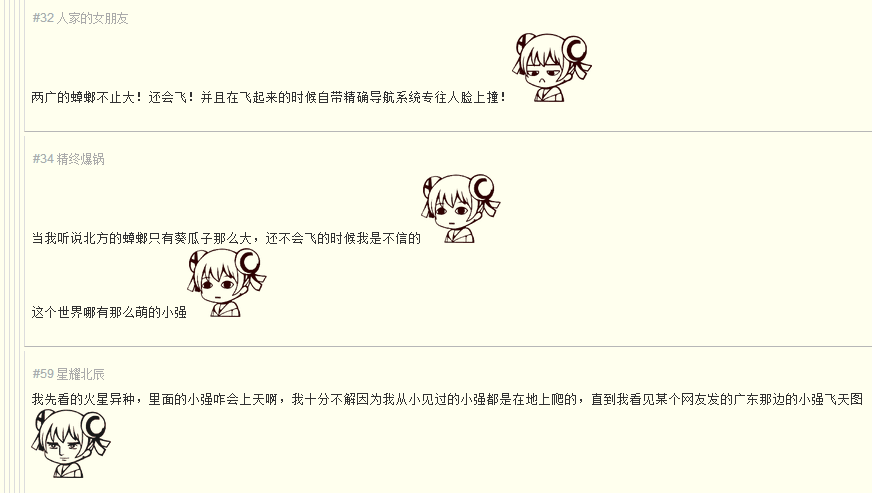 #32 人家的女朋友
两广的蟑螂不止大！还会飞！并且在飞起来的时候自带精确导航系统专往人脸上撞！
#34 精终爆锅
当我听说北方的蟑螂只有葵瓜子那么大，还不会飞的时候我是不信的
这个世界哪有那么萌的小强
#59 星耀北辰
我先看的火星异种，里面的小强咋会上天啊，我十分不解因为我从小见过的小强都是在地上爬的，直到我看见某个网友发的广东那边的小强飞天图